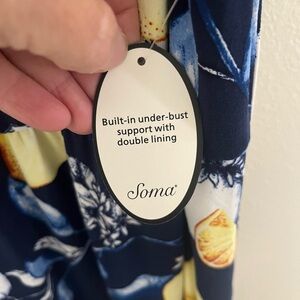 Built-in under-bust
support with
double lining
Soma®